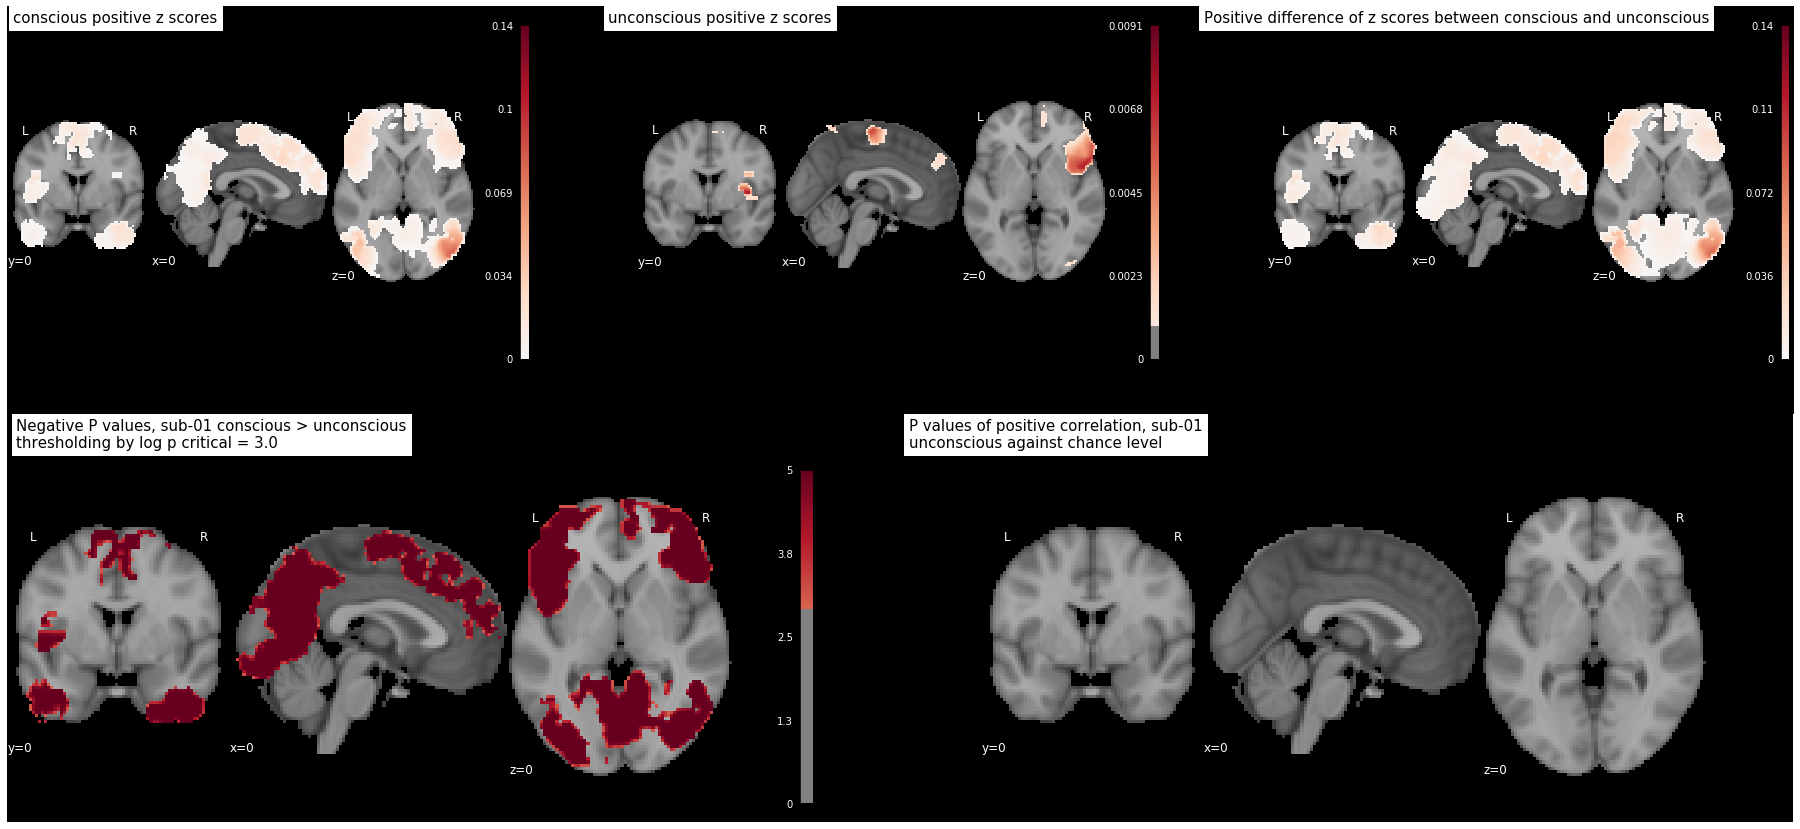 conscious positive z scores
unconscious positive z scores
Positive difference of z scores between conscious and unconscious
0.14
0.1
0.069
0.034
0
L
R
L
R
y=0
x=0
z=0
0.0091
0.0068
0.0045
0.0023
0
L
R
L
R
y=0
x=0
z=0
0.14
0.11
0.072
0.036
0
L
R
L
R
y=0
x=0
z=0
Negative P values, sub-01 conscious > unconscious
thresholding by log p critical = 3.0
5
3.8
2.5
1.3
0
L
R
L
R
y=0
x=0
z=0
P values of positive correlation, sub-01
unconscious against chance level
L
R
L
R
y=0
x=0
z=0